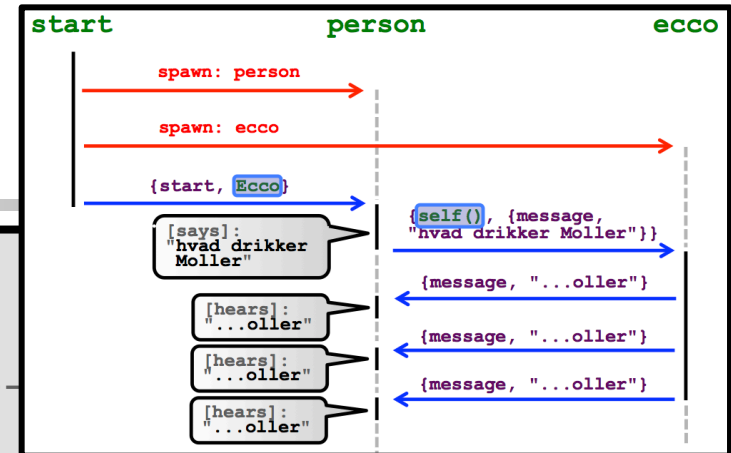 start person ecco
spawn: person
spawn: ecco
{start, Ecco}
[says]:
"hvad drikker
Moller"
{self(), {message,
"hvad drikker Moller"}}
{message, "...oller"}
[hears]:
"...oller"
{message, "...oller"}
[hears]:
"...oller"
{message, "...oller"}
[hears]:
"...oller"